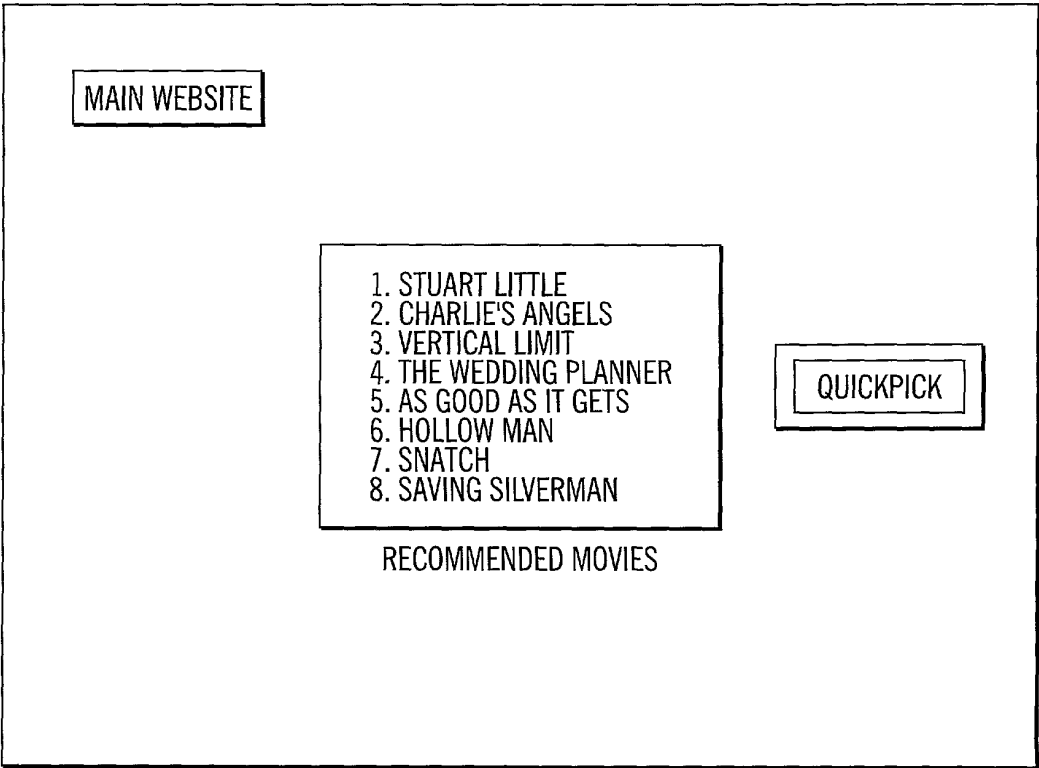 MAIN WEBSITE
1. STUART LITTLE
2. CHARLIE'S ANGELS
3. VERTICAL LIMIT
4. THE WEDDING PLANNER
5. AS GOOD AS IT GETS
6. HOLLOW MAN
7. SNATCH
8. SAVING SILVERMAN
QUICKPICK
RECOMMENDED MOVIES